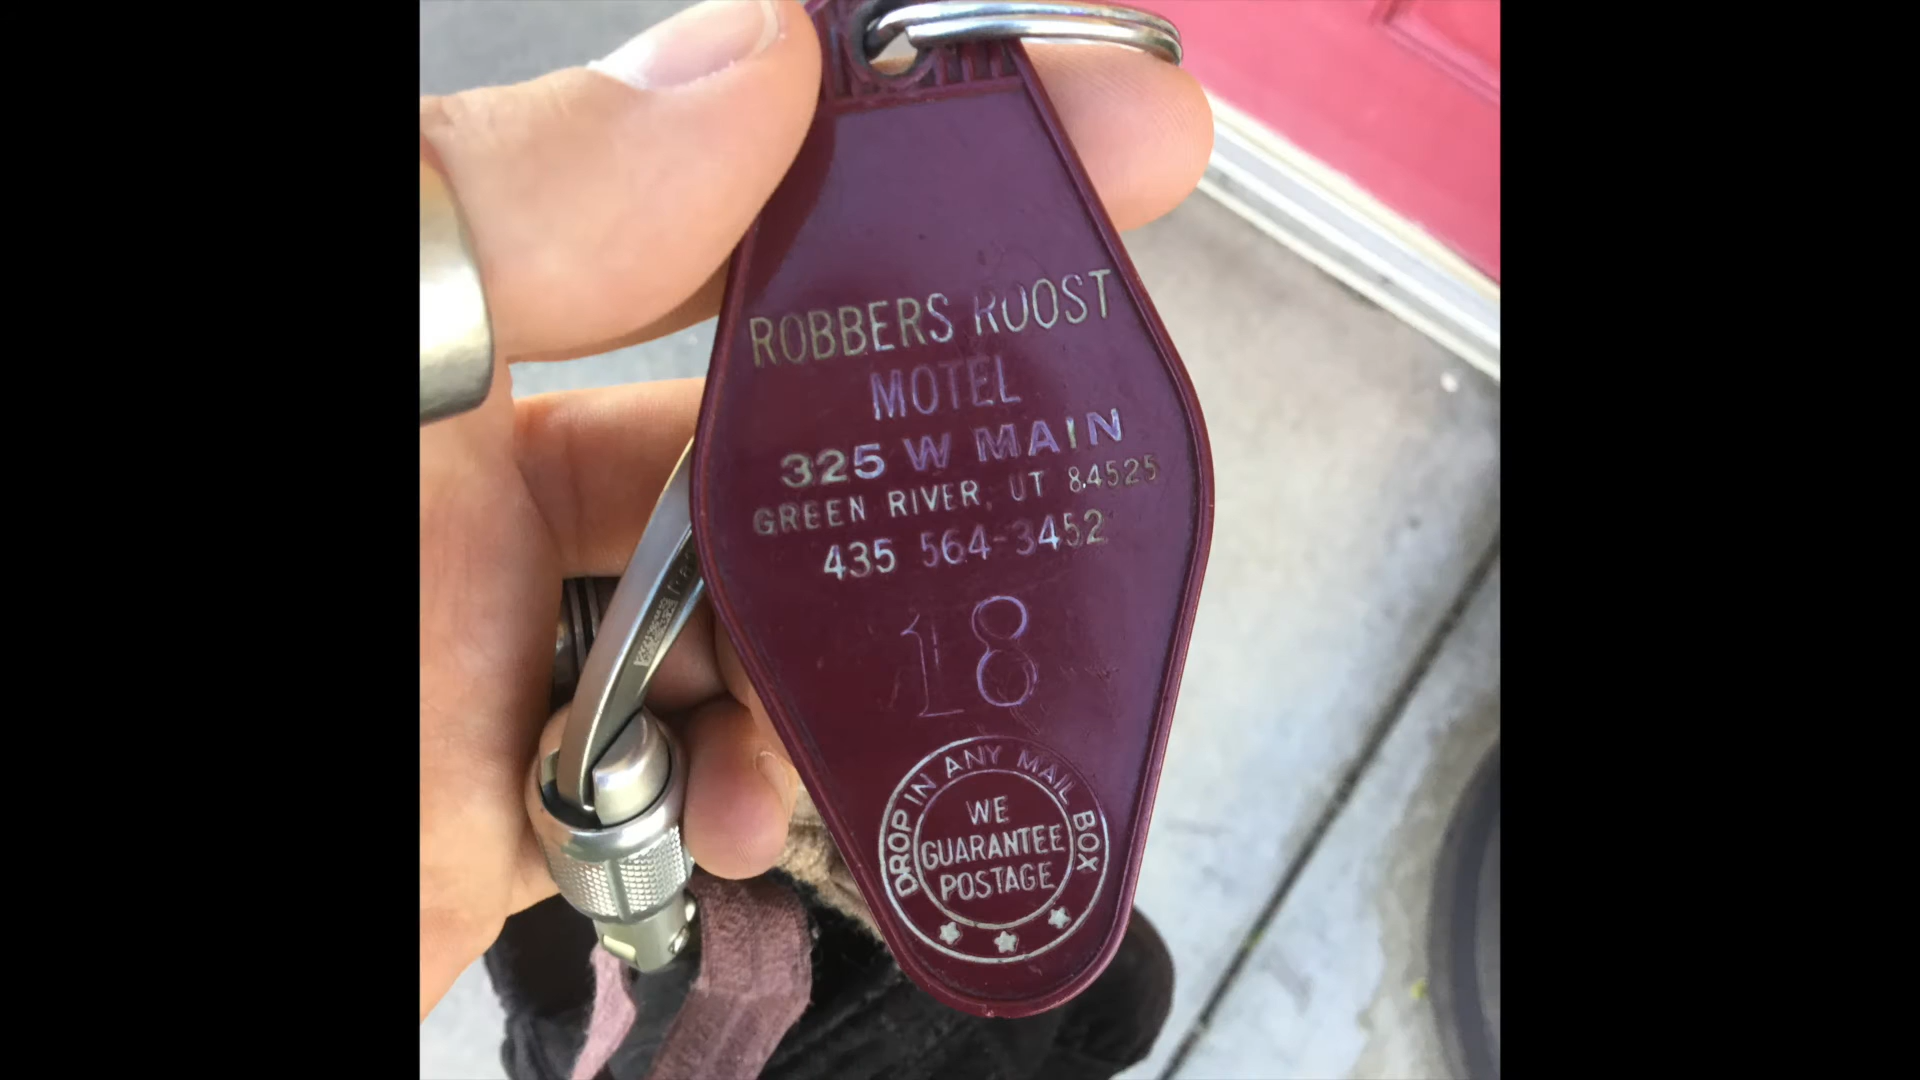 ROBBERS ROOST
MOTEL
325 W MAIN
GREEN RIVER, UT 84525
435 564-3452
18
DROP IN ANY MAIL BOX
WE
GUARANTEE
POSTAGE